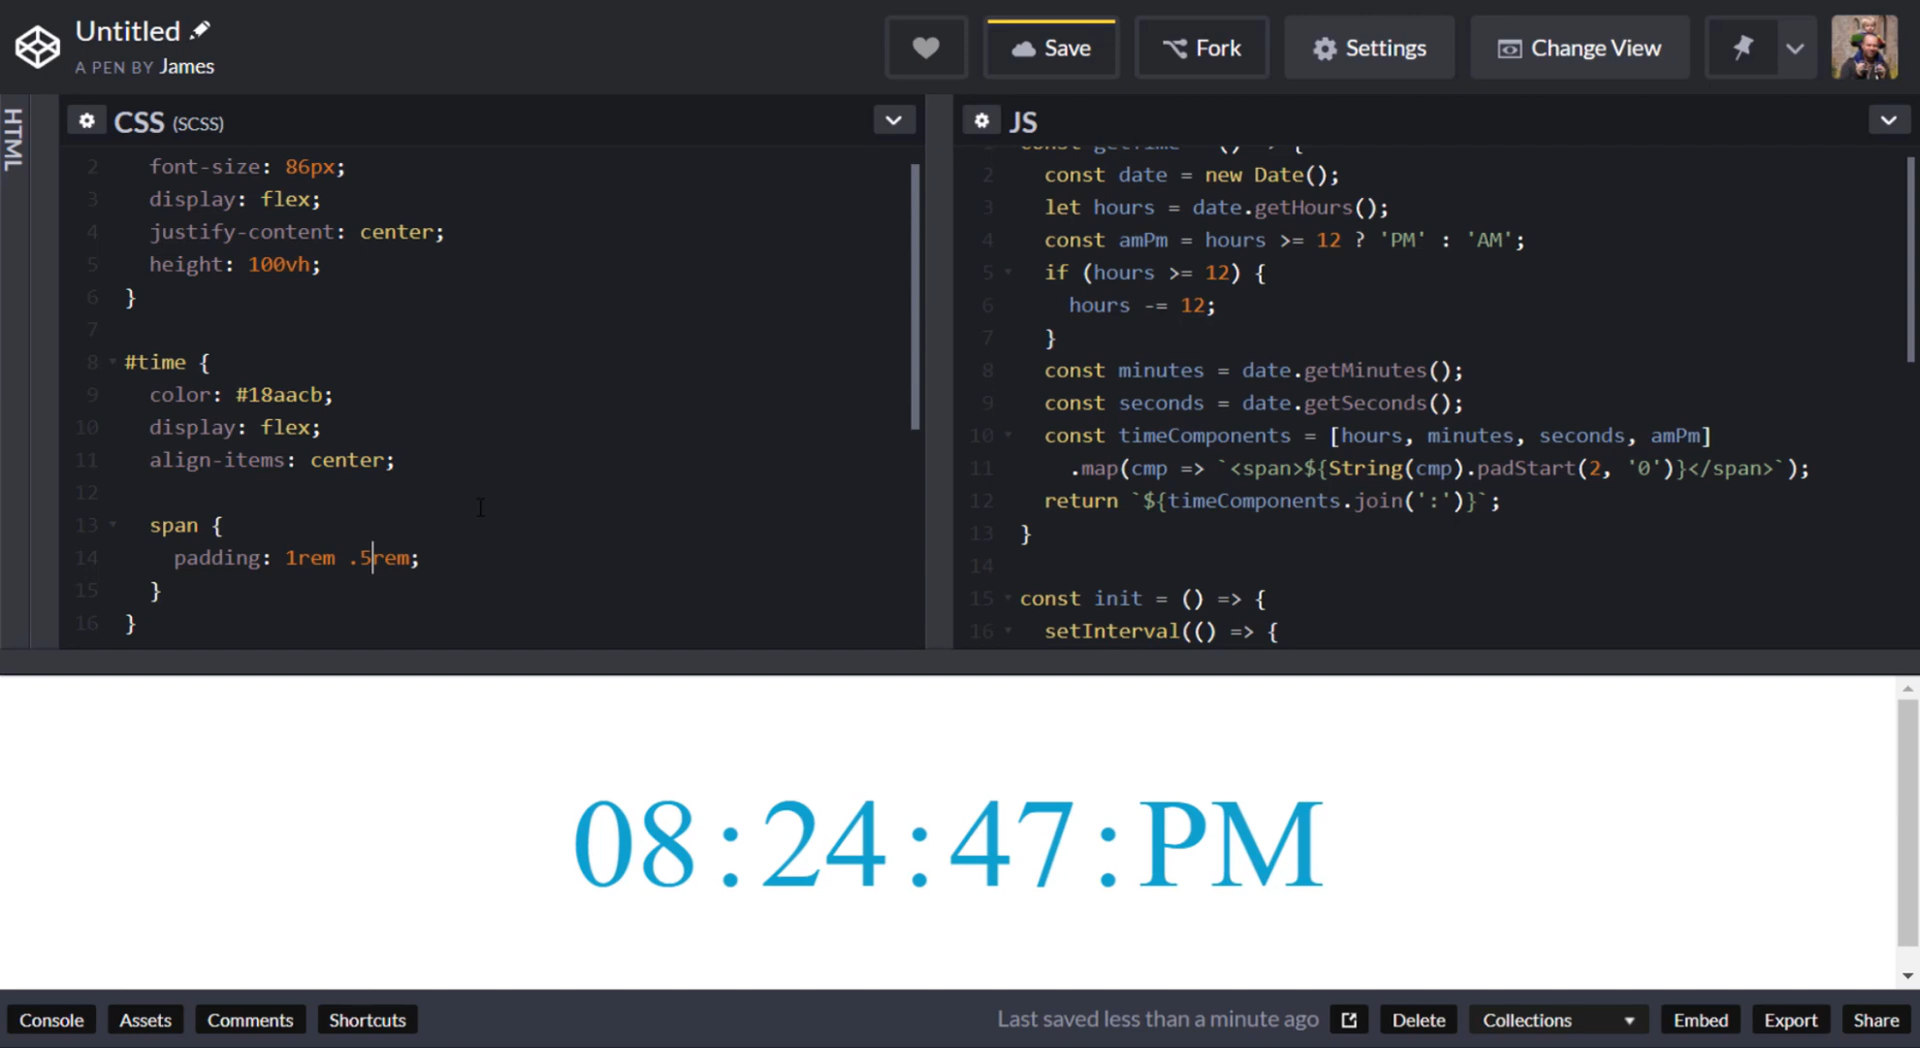 Untitled
A PEN BY James
Save
Fork
Settings
Change View
HTML
CSS (SCSS)
2 font-size: 86px;
3 display: flex;
4 justify-content: center;
5 height: 100vh;
6 }
7
8 #time {
9 color: #18aacb;
10 display: flex;
11 align-items: center;
12
13 span {
14 padding: 1rem .5rem;
15 }
16 }
JS
const getTime = () => {
2 const date = new Date();
3 let hours = date.getHours();
4 const amPm = hours >= 12 ? 'PM' : 'AM';
5 if (hours >= 12) {
6 hours -= 12;
7 }
8 const minutes = date.getMinutes();
9 const seconds = date.getSeconds();
10 const timeComponents = [hours, minutes, seconds, amPm]
11 .map(cmp => `<span>${String(cmp).padStart(2, '0')}</span>`);
12 return `${timeComponents.join(':')}`;
13 }
14
15 const init = () => {
16 setInterval(() => {
08:24:47:PM
Console
Assets
Comments
Shortcuts
Last saved less than a minute ago
Delete
Collections
Embed
Export
Share